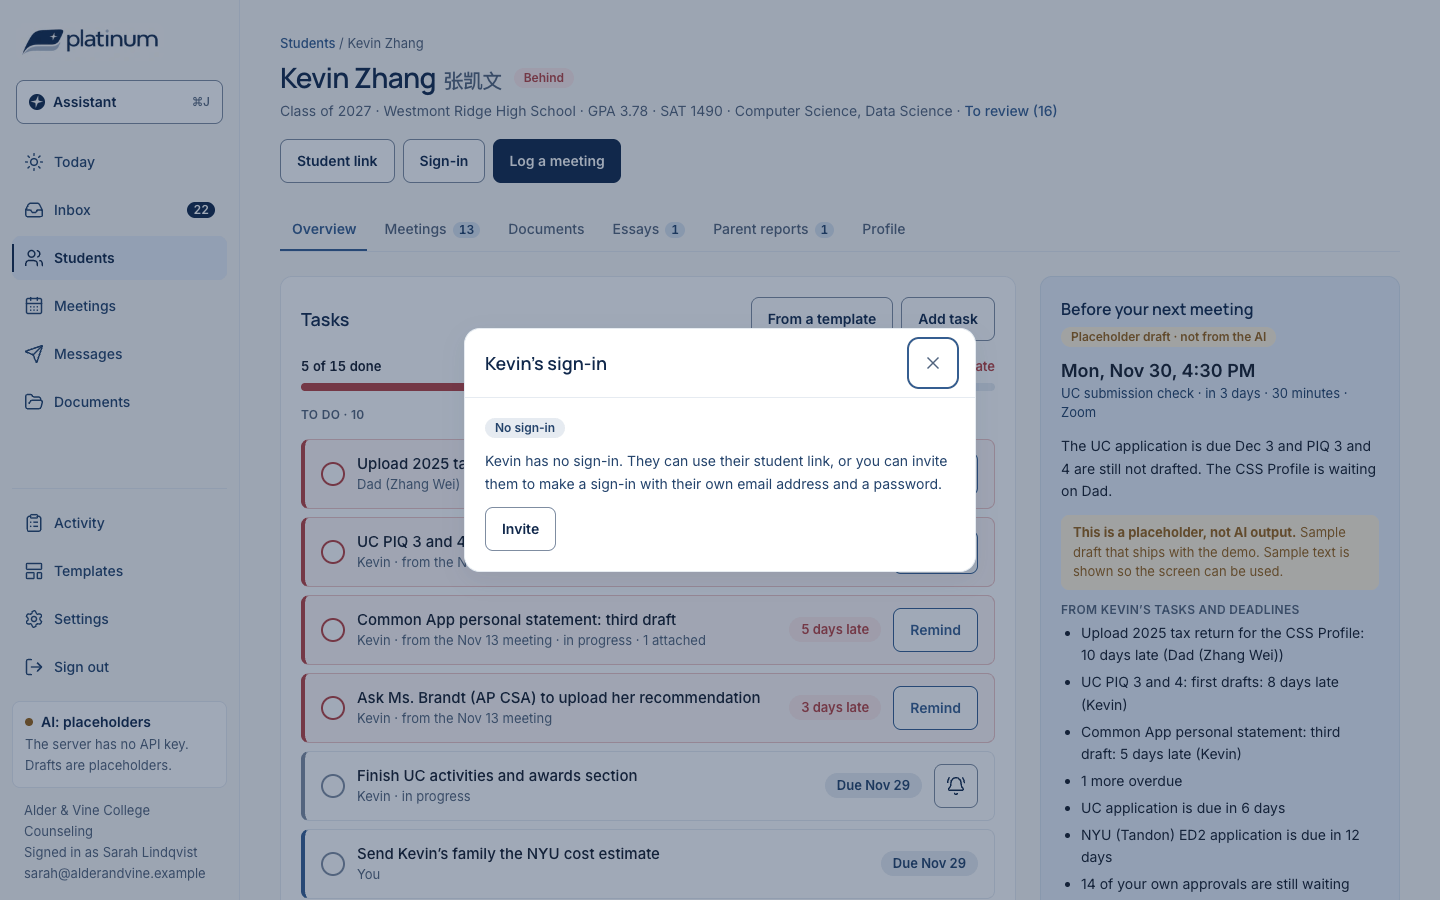 platinum
Assistant ⌘J
Today
Inbox 22
Students
Meetings
Messages
Documents
Activity
Templates
Settings
Sign out
AI: placeholders
The server has no API key.
Drafts are placeholders.
Alder & Vine College
Counseling
Signed in as Sarah Lindqvist
sarah@alderandvine.example
Students / Kevin Zhang
Kevin Zhang 张凯文 Behind
Class of 2027 · Westmont Ridge High School · GPA 3.78 · SAT 1490 · Computer Science, Data Science · To review (16)
Student link Sign-in Log a meeting
Overview Meetings 13 Documents Essays 1 Parent reports 1 Profile
Tasks From a template Add task
5 of 15 done ate
TO DO · 10
Upload 2025 ta
Dad (Zhang Wei)
UC PIQ 3 and 4
Kevin · from the N
Kevin’s sign-in
No sign-in
Kevin has no sign-in. They can use their student link, or you can invite
them to make a sign-in with their own email address and a password.
Invite
Common App personal statement: third draft
Kevin · from the Nov 13 meeting · in progress · 1 attached
5 days late Remind
Ask Ms. Brandt (AP CSA) to upload her recommendation
Kevin · from the Nov 13 meeting
3 days late Remind
Finish UC activities and awards section
Kevin · in progress
Due Nov 29
Send Kevin’s family the NYU cost estimate
You
Due Nov 29
Before your next meeting
Placeholder draft · not from the AI
Mon, Nov 30, 4:30 PM
UC submission check · in 3 days · 30 minutes ·
Zoom
The UC application is due Dec 3 and PIQ 3 and
4 are still not drafted. The CSS Profile is waiting
on Dad.
This is a placeholder, not AI output. Sample
draft that ships with the demo. Sample text is
shown so the screen can be used.
FROM KEVIN’S TASKS AND DEADLINES
• Upload 2025 tax return for the CSS Profile:
10 days late (Dad (Zhang Wei))
• UC PIQ 3 and 4: first drafts: 8 days late
(Kevin)
• Common App personal statement: third
draft: 5 days late (Kevin)
• 1 more overdue
• UC application is due in 6 days
• NYU (Tandon) ED2 application is due in 12
days
• 14 of your own approvals are still waiting